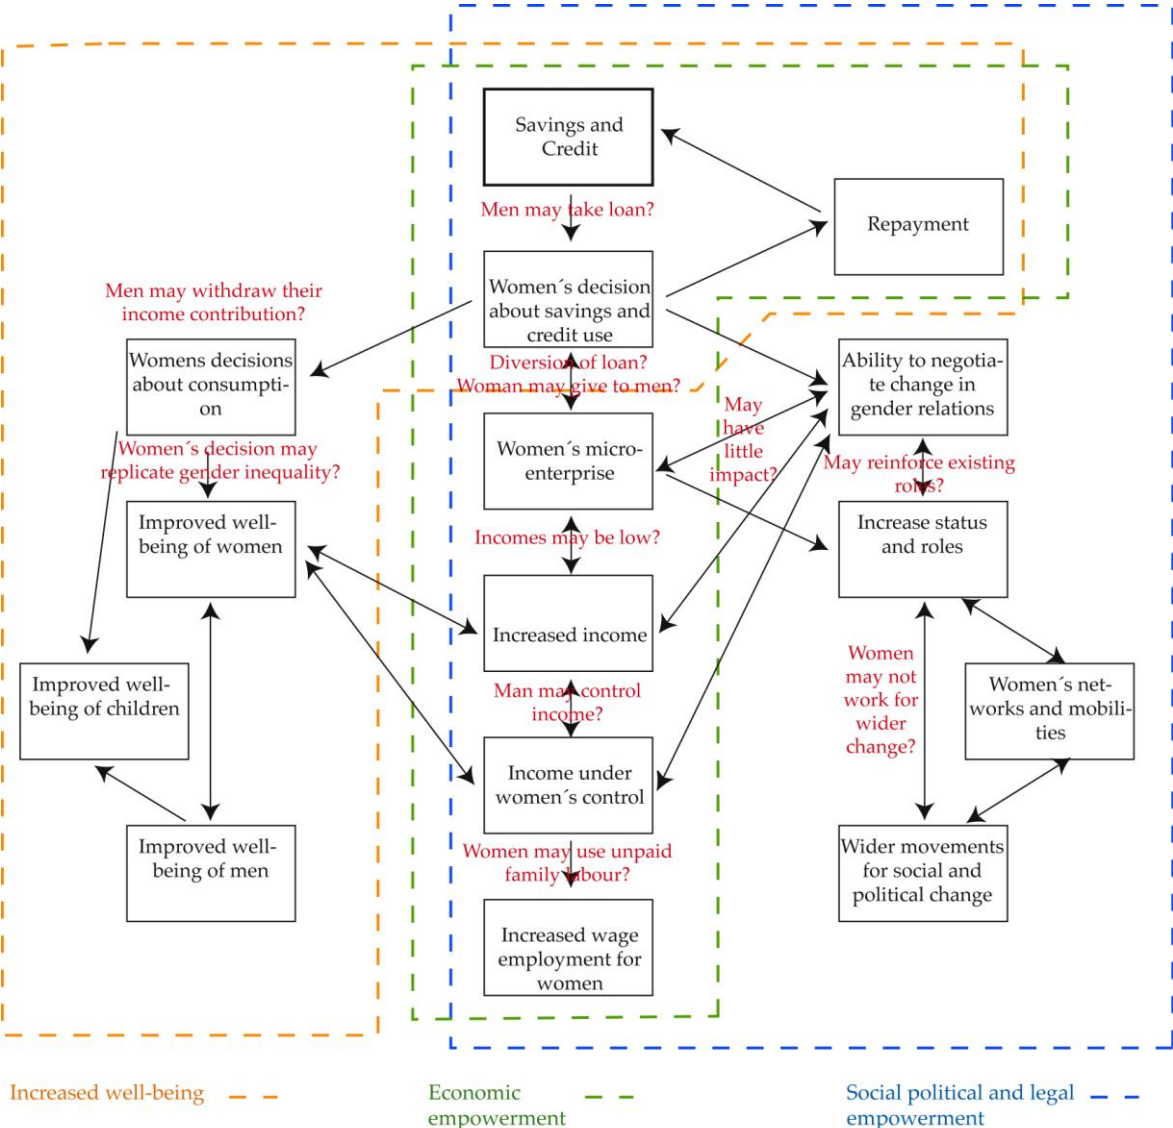 Savings and
Credit
Men may take loan?
Repayment
Women´s decision
about savings and
credit use
Men may withdraw their
income contribution?
Womens decisions
about consumpti-
on
Diversion of loan?
Woman may give to men?
Ability to negotia-
te change in
gender relations
May
have
little
impact?
Women´s decision may
replicate gender inequality?
Women´s micro-
enterprise
May reinforce existing
roles?
Improved well-
being of women
Incomes may be low?
Increase status
and roles
Increased income
Improved well-
being of children
Man may control
income?
Women
may not
work for
wider
change?
Women´s net-
works and mobili-
ties
Income under
women´s control
Improved well-
being of men
Women may use unpaid
family labour?
Wider movements
for social and
political change
Increased wage
employment for
women
Increased well-being
Economic
empowerment
Social political and legal
empowerment